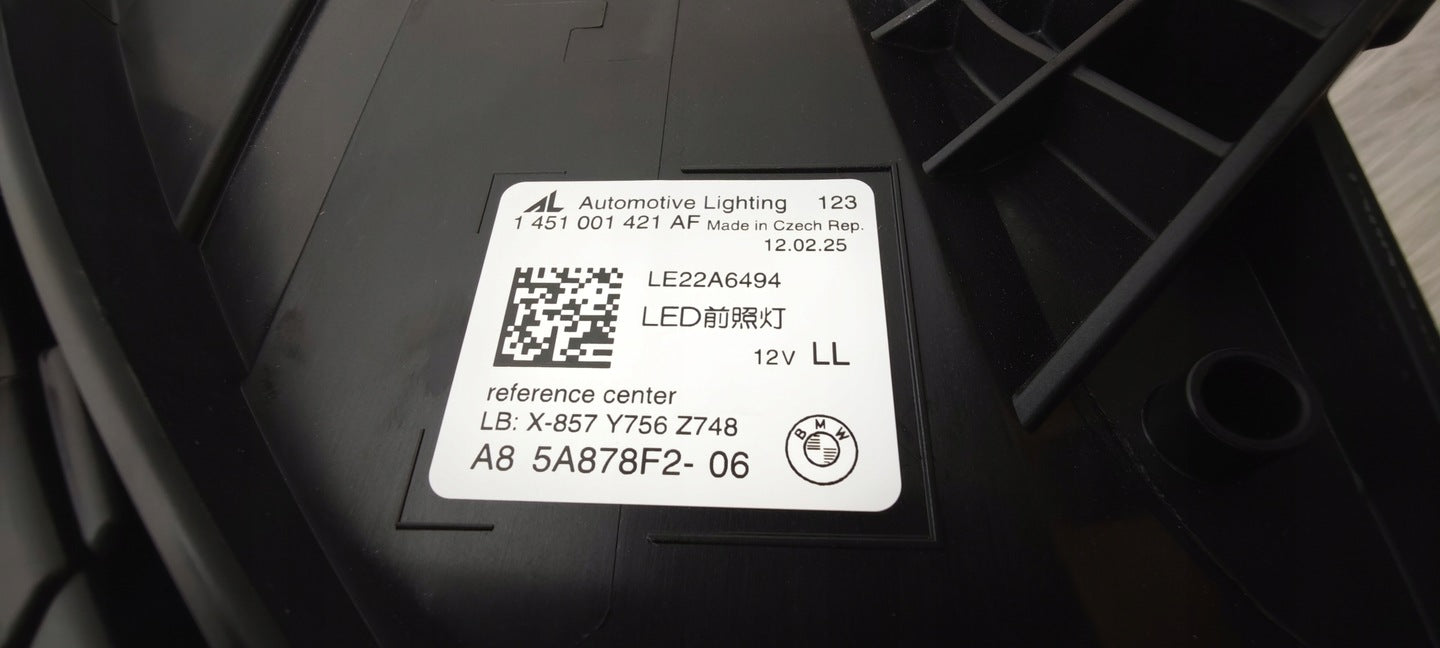 AL Automotive Lighting 123
1 451 001 421 AF Made in Czech Rep.
12.02.25
LE22A6494
LED前照灯
12V LL
reference center
LB: X-857 Y756 Z748
BMW
A8 5A878F2- 06